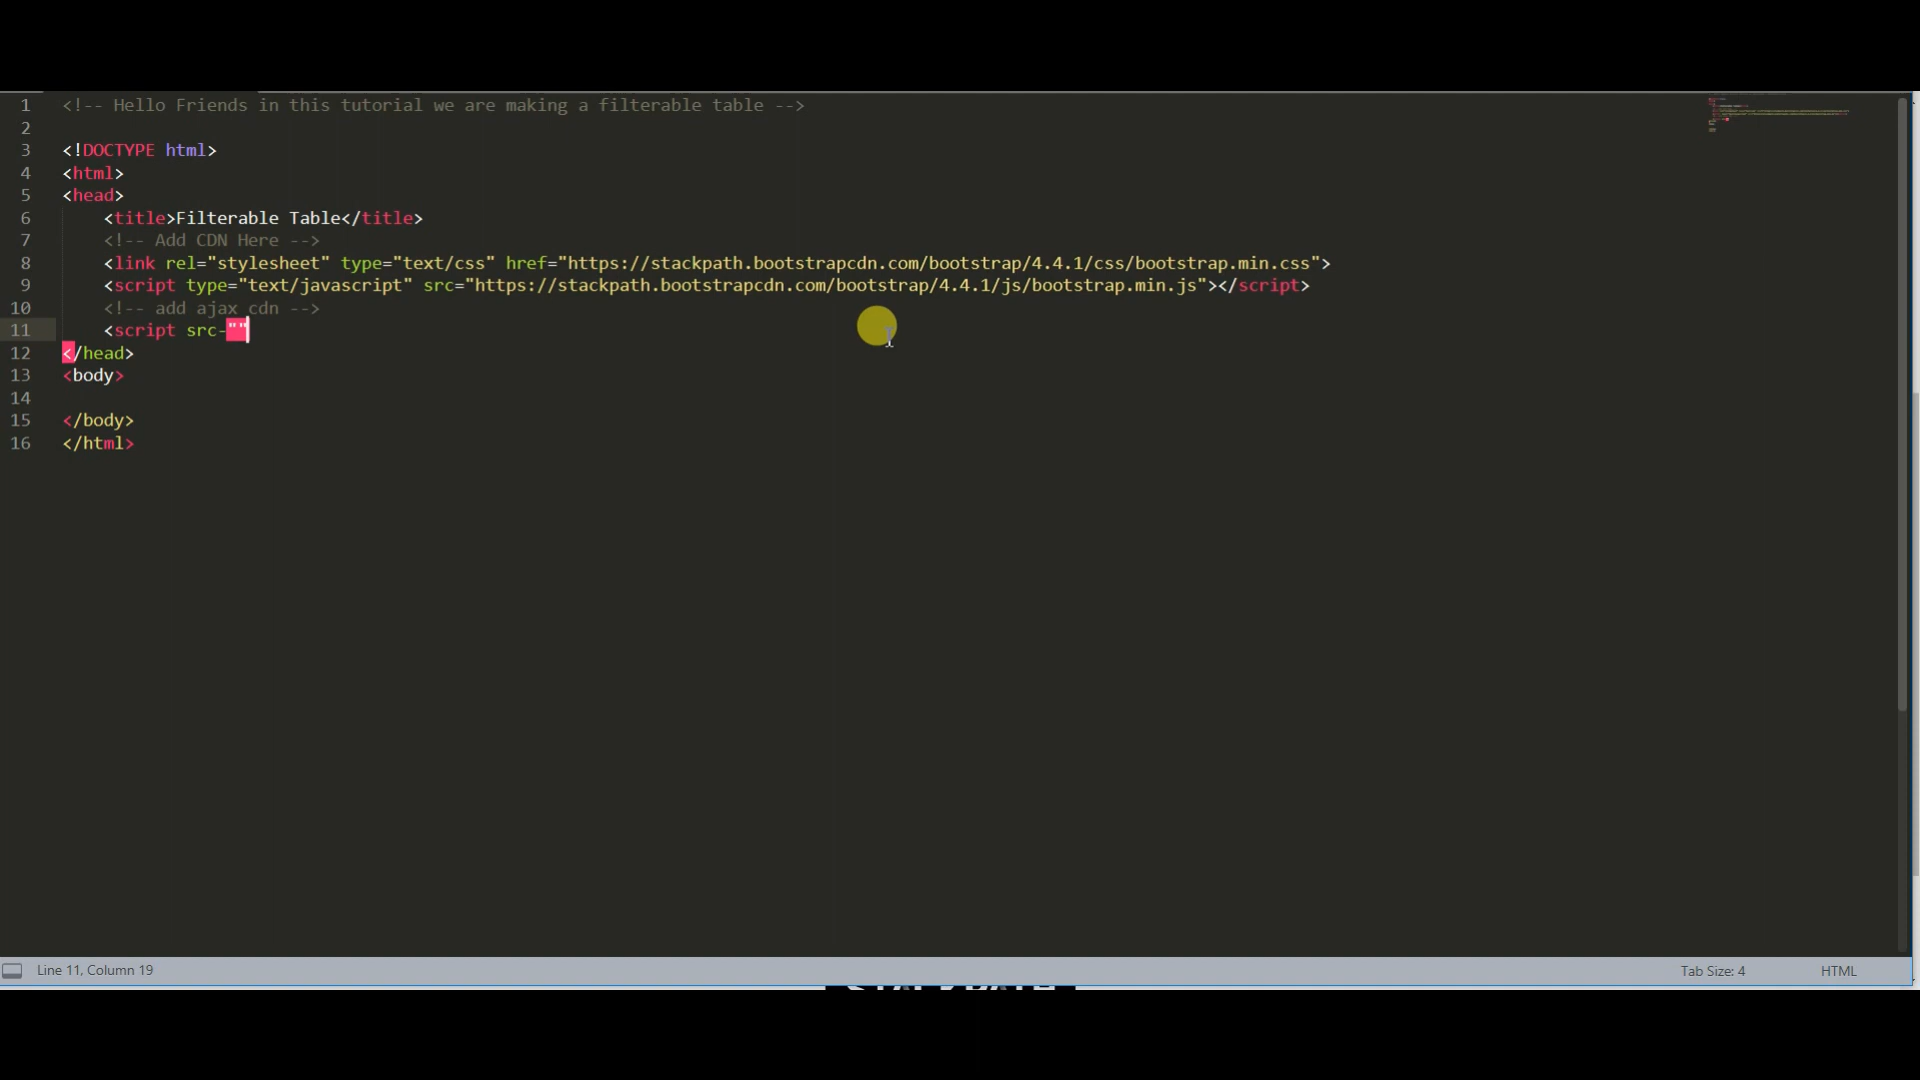 1 <!-- Hello Friends in this tutorial we are making a filterable table -->
2
3 <!DOCTYPE html>
4 <html>
5 <head>
6 <title>Filterable Table</title>
7 <!-- Add CDN Here -->
8 <link rel="stylesheet" type="text/css" href="https://stackpath.bootstrapcdn.com/bootstrap/4.4.1/css/bootstrap.min.css">
9 <script type="text/javascript" src="https://stackpath.bootstrapcdn.com/bootstrap/4.4.1/js/bootstrap.min.js"></script>
10 <!-- add ajax cdn -->
11 <script src-""
12 </head>
13 <body>
14
15 </body>
16 </html>
Line 11, Column 19
Tab Size: 4
HTML